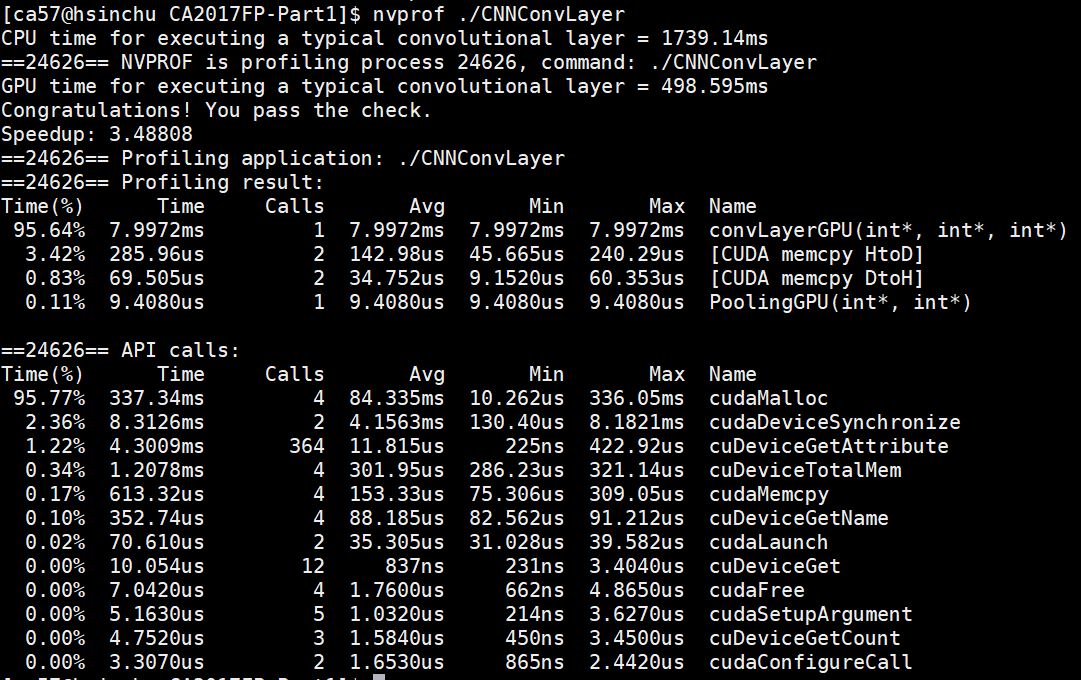 [ca57@hsinchu CA2017FP-Part1]$ nvprof ./CNNConvLayer
CPU time for executing a typical convolutional layer = 1739.14ms
==24626== NVPROF is profiling process 24626, command: ./CNNConvLayer
GPU time for executing a typical convolutional layer = 498.595ms
Congratulations! You pass the check.
Speedup: 3.48808
==24626== Profiling application: ./CNNConvLayer
==24626== Profiling result:
Time(%)      Time     Calls       Avg       Min       Max  Name
 95.64%  7.9972ms         1  7.9972ms  7.9972ms  7.9972ms  convLayerGPU(int*, int*, int*)
  3.42%  285.96us         2  142.98us  45.665us  240.29us  [CUDA memcpy HtoD]
  0.83%  69.505us         2  34.752us  9.1520us  60.353us  [CUDA memcpy DtoH]
  0.11%  9.4080us         1  9.4080us  9.4080us  9.4080us  PoolingGPU(int*, int*)
==24626== API calls:
Time(%)      Time     Calls       Avg       Min       Max  Name
 95.77%  337.34ms         4  84.335ms  10.262us  336.05ms  cudaMalloc
  2.36%  8.3126ms         2  4.1563ms  130.40us  8.1821ms  cudaDeviceSynchronize
  1.22%  4.3009ms       364  11.815us     225ns  422.92us  cuDeviceGetAttribute
  0.34%  1.2078ms         4  301.95us  286.23us  321.14us  cuDeviceTotalMem
  0.17%  613.32us         4  153.33us  75.306us  309.05us  cudaMemcpy
  0.10%  352.74us         4  88.185us  82.562us  91.212us  cuDeviceGetName
  0.02%  70.610us         2  35.305us  31.028us  39.582us  cudaLaunch
  0.00%  10.054us        12     837ns     231ns  3.4040us  cuDeviceGet
  0.00%  7.0420us         4  1.7600us     662ns  4.8650us  cudaFree
  0.00%  5.1630us         5  1.0320us     214ns  3.6270us  cudaSetupArgument
  0.00%  4.7520us         3  1.5840us     450ns  3.4500us  cuDeviceGetCount
  0.00%  3.3070us         2  1.6530us     865ns  2.4420us  cudaConfigureCall